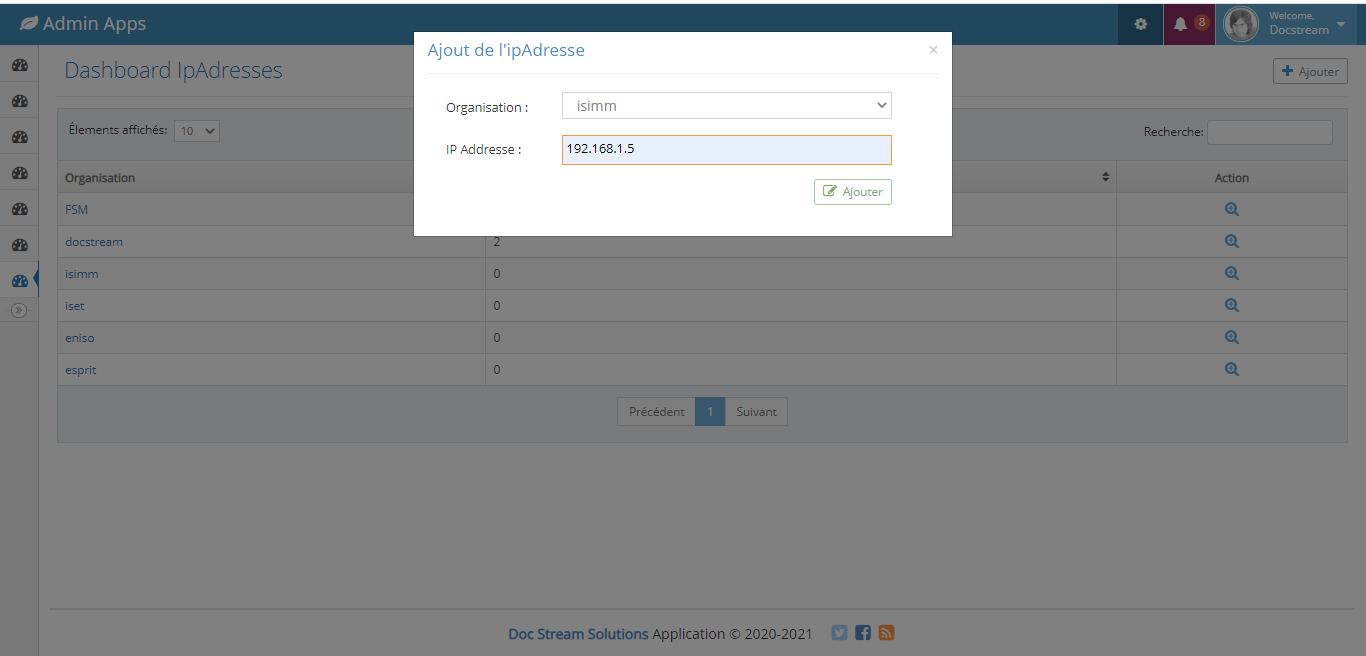 Admin Apps
8
Welcome,
Docstream
Ajout de l'ipAdresse
×
Dashboard IpAdresses
Ajouter
Organisation :
isimm
Élements affichés:
10
Recherche:
IP Addresse :
192.168.1.5
Organisation
Action
Ajouter
FSM
docstream
2
isimm
0
iset
0
eniso
0
esprit
0
Précédent
1
Suivant
Doc Stream Solutions Application © 2020-2021